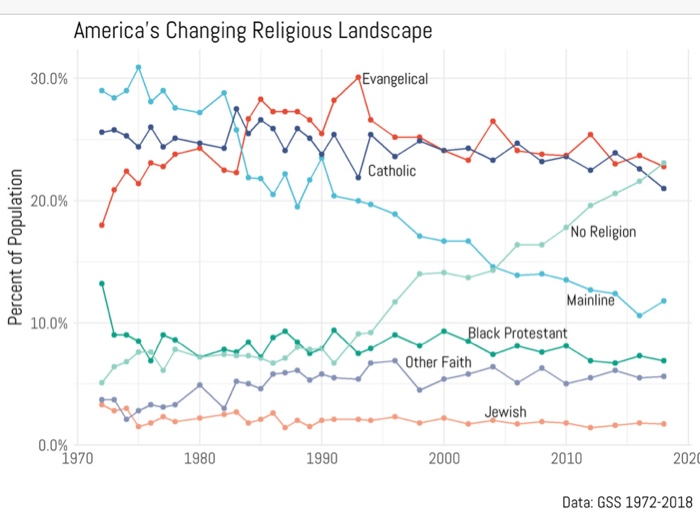 America's Changing Religious Landscape
Percent of Population
30.0%
20.0%
10.0%
0.0%
Evangelical
Catholic
No Religion
Mainline
Black Protestant
Other Faith
Jewish
1970 1980 1990 2000 2010 202
Data: GSS 1972-2018